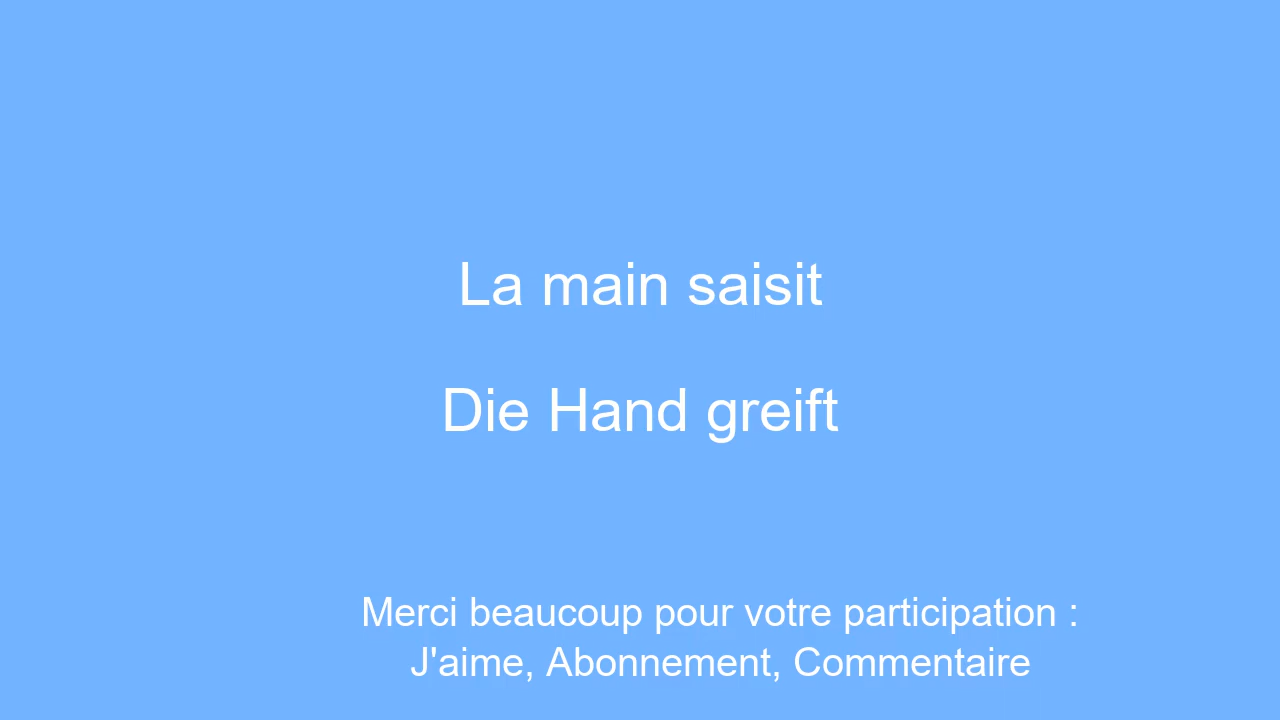 La main saisit
Die Hand greift
Merci beaucoup pour votre participation :
J'aime, Abonnement, Commentaire